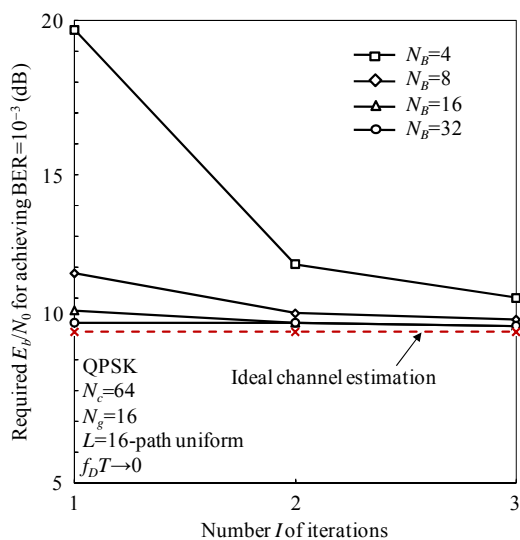 Required E_b/N_0 for achieving BER=10^{-3} (dB)
20
15
10
5
N_B=4
N_B=8
N_B=16
N_B=32
Ideal channel estimation
QPSK
N_c=64
N_g=16
L=16-path uniform
f_DT→0
1
2
3
Number I of iterations